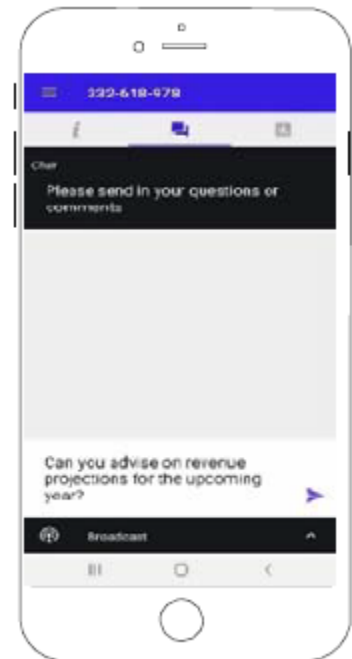 232-618-978
i
Chat
Please send in your questions or
comments
Can you advise on revenue
projections for the upcoming
year?
Broadcast